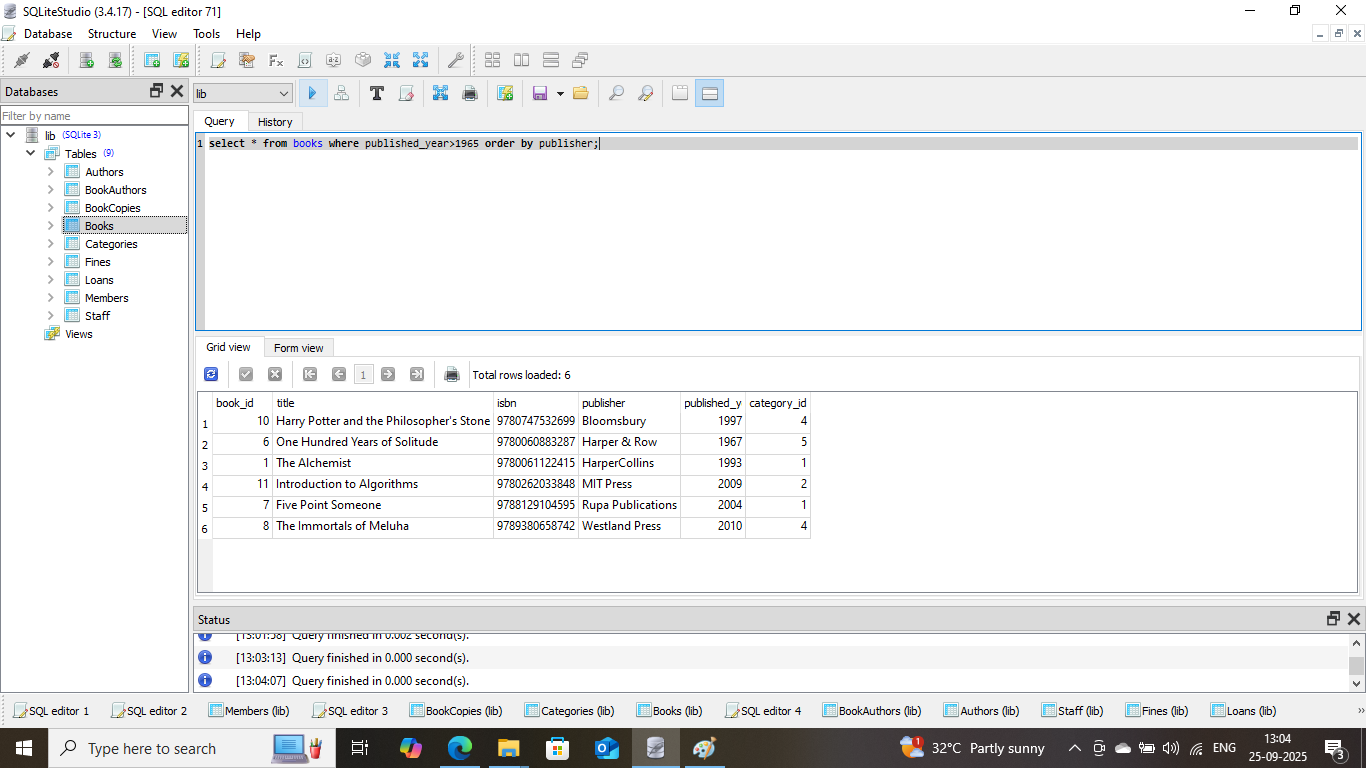 SQLiteStudio (3.4.17) - [SQL editor 71]
Database Structure View Tools Help
Databases
lib
Filter by name
Query History
lib (SQLite 3)
Tables (9)
Authors
BookAuthors
BookCopies
Books
Categories
Fines
Loans
Members
Staff
Views
1 select * from books where published_year>1965 order by publisher;
Grid view Form view
1 Total rows loaded: 6
book_id title isbn publisher published_y category_id
1 10 Harry Potter and the Philosopher's Stone 9780747532699 Bloomsbury 1997 4
2 6 One Hundred Years of Solitude 9780060883287 Harper & Row 1967 5
3 1 The Alchemist 9780061122415 HarperCollins 1993 1
4 11 Introduction to Algorithms 9780262033848 MIT Press 2009 2
5 7 Five Point Someone 9788129104595 Rupa Publications 2004 1
6 8 The Immortals of Meluha 9789380658742 Westland Press 2010 4
Status
[13:01:58] Query finished in 0.002 second(s).
[13:03:13] Query finished in 0.000 second(s).
[13:04:07] Query finished in 0.000 second(s).
SQL editor 1 SQL editor 2 Members (lib) SQL editor 3 BookCopies (lib) Categories (lib) Books (lib) SQL editor 4 BookAuthors (lib) Authors (lib) Staff (lib) Fines (lib) Loans (lib)
Type here to search
1 32°C Partly sunny ENG 13:04
25-09-2025
3